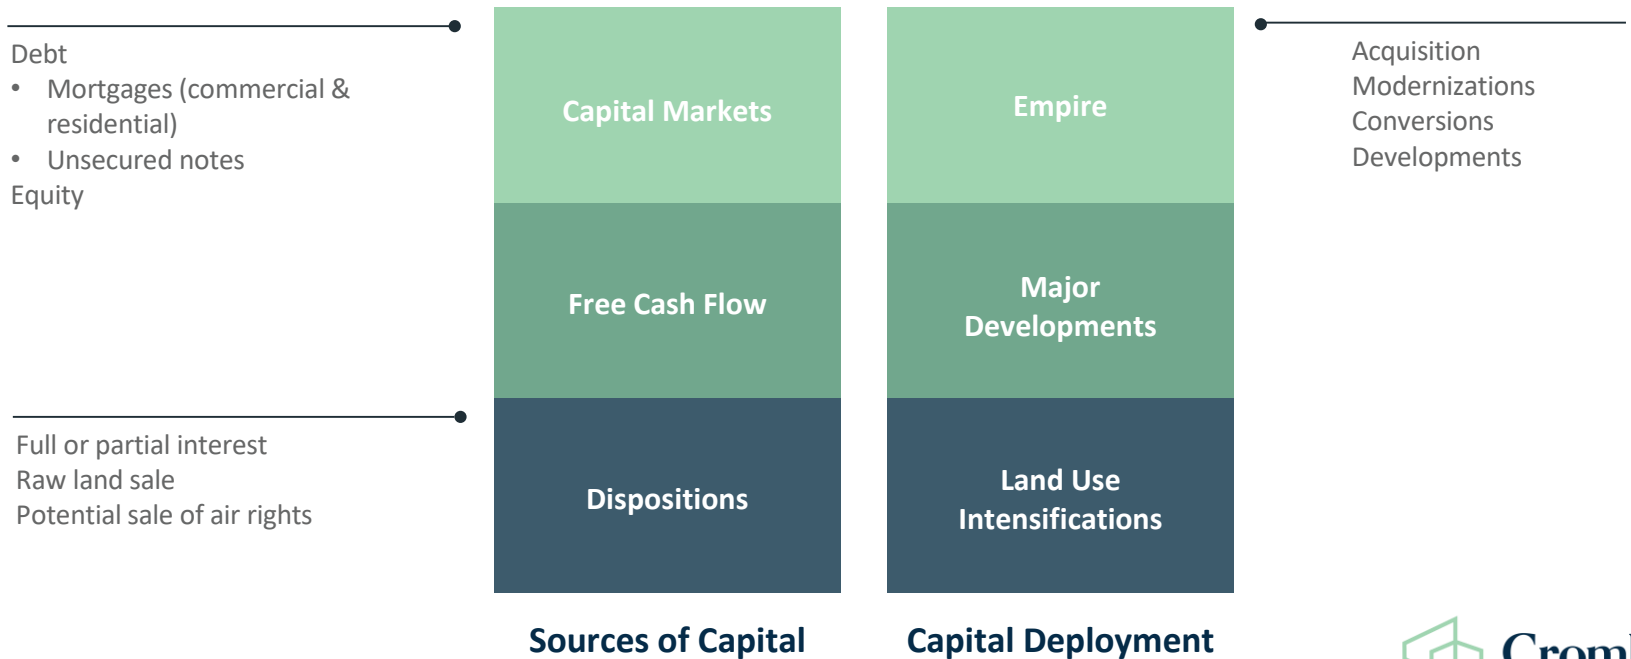 Debt
• Mortgages (commercial &
residential)
• Unsecured notes
Equity
Full or partial interest
Raw land sale
Potential sale of air rights
Capital Markets
Free Cash Flow
Dispositions
Sources of Capital
Empire
Major
Developments
Land Use
Intensifications
Capital Deployment
Acquisition
Modernizations
Conversions
Developments